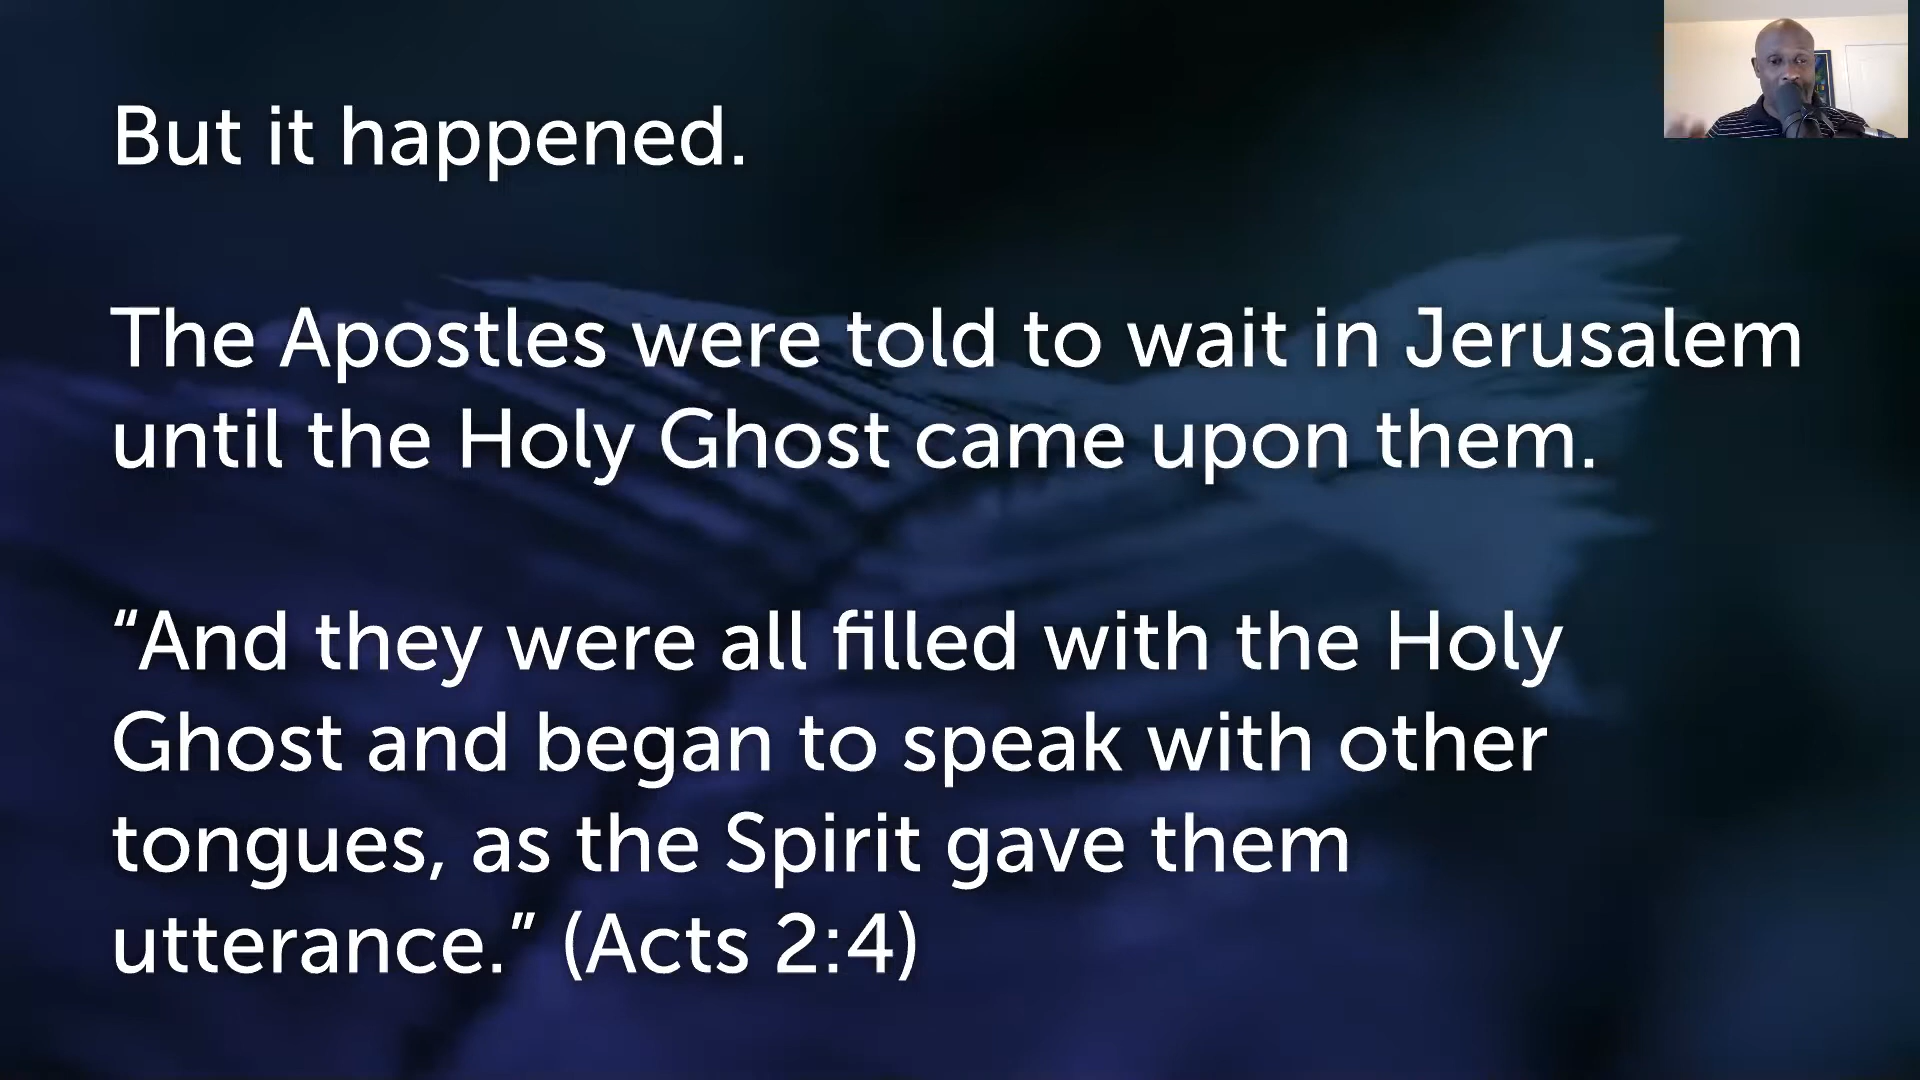 But it happened.
The Apostles were told to wait in Jerusalem
until the Holy Ghost came upon them.
“And they were all filled with the Holy
Ghost and began to speak with other
tongues, as the Spirit gave them
utterance.” (Acts 2:4)